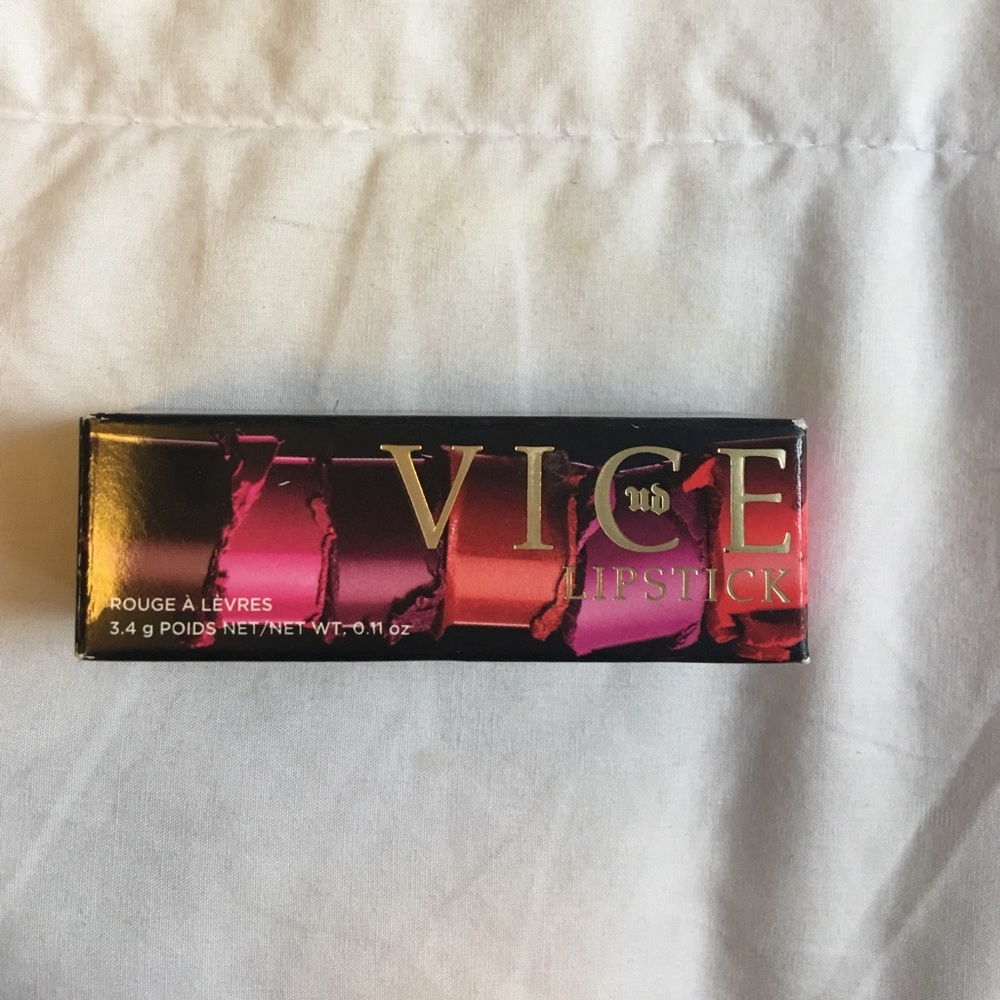 VICE
ud
LIPSTICK
ROUGE À LÈVRES
3.4 g POIDS NET/NET WT. 0.11 oz